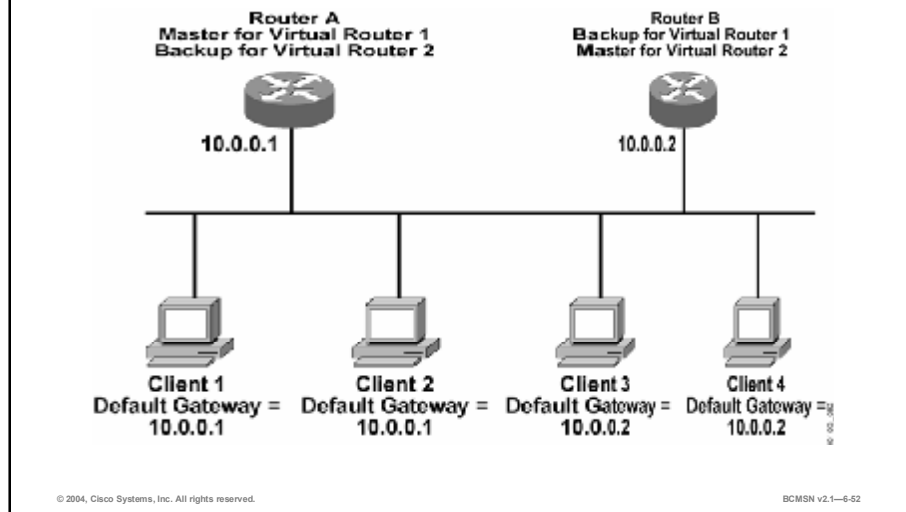 Router A
Master for Virtual Router 1
Backup for Virtual Router 2
Router B
Backup for Virtual Router 1
Master for Virtual Router 2
10.0.0.1
10.0.0.2
Client 1
Default Gateway =
10.0.0.1
Client 2
Default Gateway =
10.0.0.1
Client 3
Default Gateway =
10.0.0.2
Client 4
Default Gateway =
10.0.0.2
© 2004, Cisco Systems, Inc. All rights reserved.
BCMSN v2.1—6-52